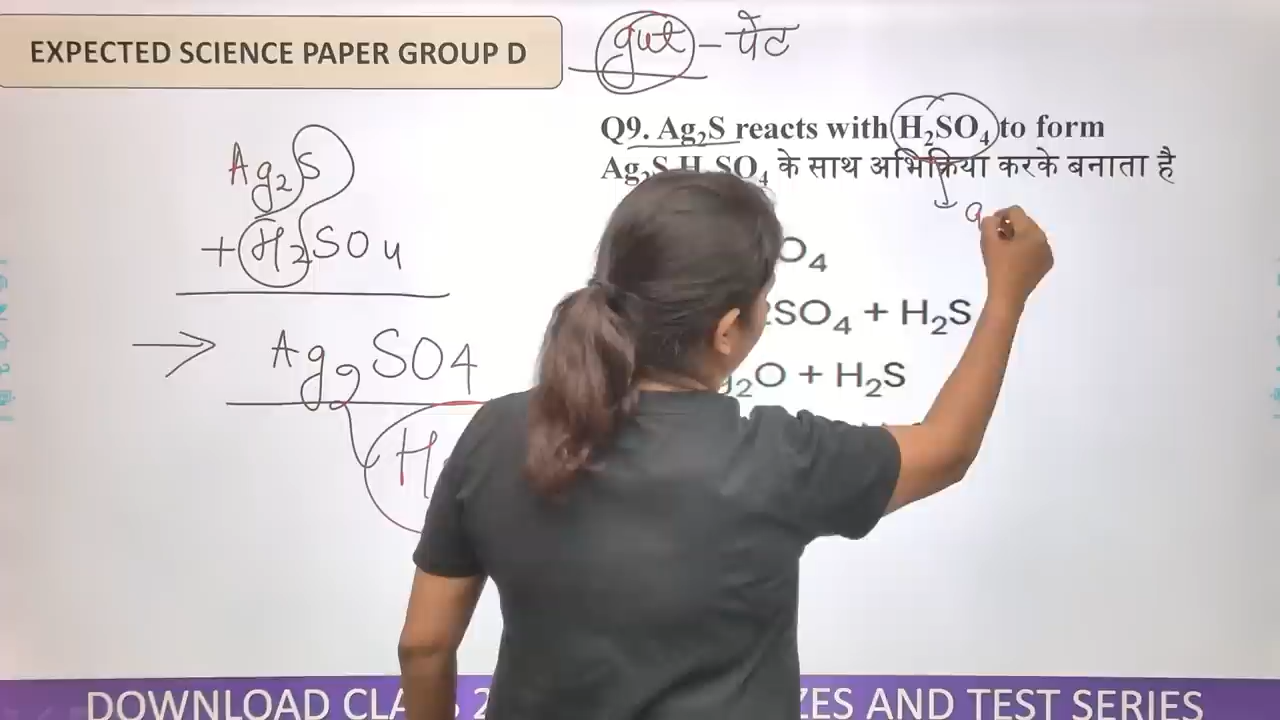 EXPECTED SCIENCE PAPER GROUP D
gut - पेट
Q9. Ag₂S reacts with H₂SO₄ to form
Ag₂S H₂SO₄ के साथ अभिक्रिया करके बनाता है
O₄
SO₄ + H₂S
₂O + H₂S
Ag₂S
+ H₂SO₄
→ Ag₂SO4
H
DOWNLOAD CLA 2 ZES AND TEST SERIES